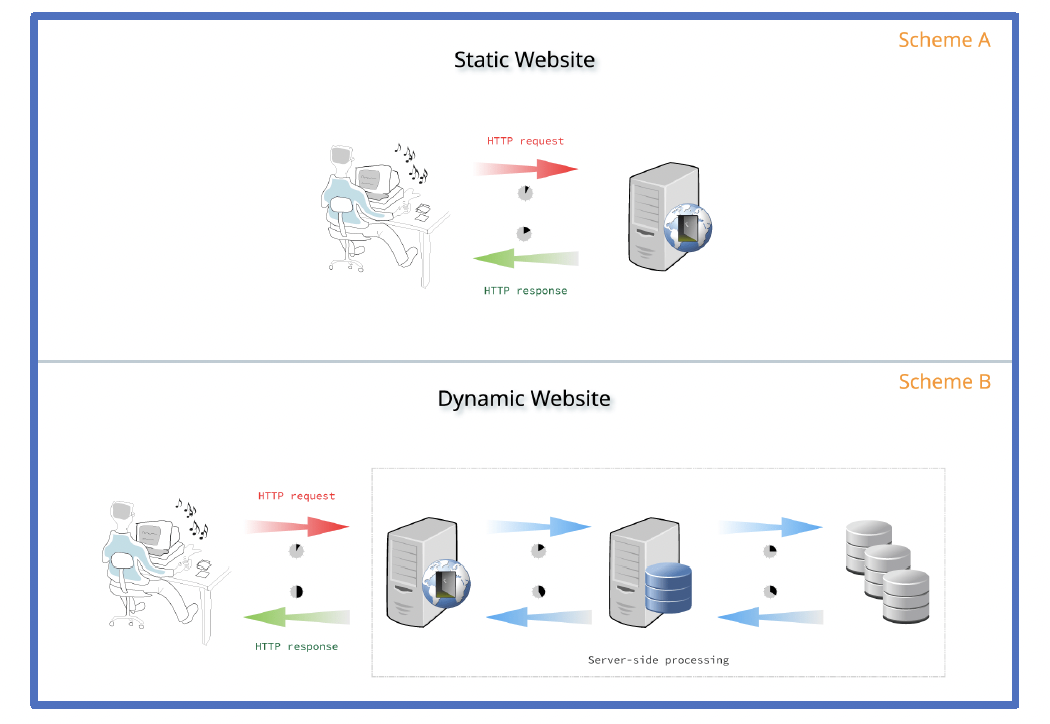 Scheme A
Static Website
HTTP request
HTTP response
Scheme B
Dynamic Website
HTTP request
HTTP response
Server-side processing